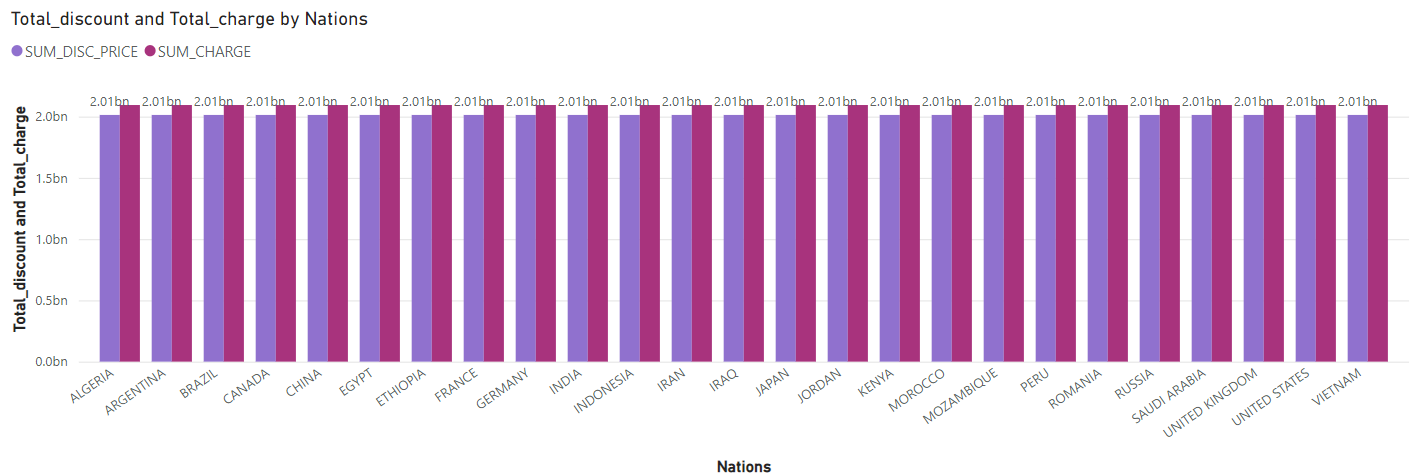 Total_discount and Total_charge by Nations
SUM_DISC_PRICE SUM_CHARGE
2.01bn 2.01bn 2.01bn 2.01bn 2.01bn 2.01bn 2.01bn 2.01bn 2.01bn 2.01bn 2.01bn 2.01bn 2.01bn 2.01bn 2.01bn 2.01bn 2.01bn 2.01bn 2.01bn 2.01bn 2.01bn 2.01bn 2.01bn 2.01bn 2.01bn
Total_discount and Total_charge
2.0bn
1.5bn
1.0bn
0.5bn
0.0bn
ALGERIA
ARGENTINA
BRAZIL
CANADA
CHINA
EGYPT
ETHIOPIA
FRANCE
GERMANY
INDIA
INDONESIA
IRAN
IRAQ
JAPAN
JORDAN
KENYA
MOROCCO
MOZAMBIQUE
PERU
ROMANIA
RUSSIA
SAUDI ARABIA
UNITED KINGDOM
UNITED STATES
VIETNAM
Nations